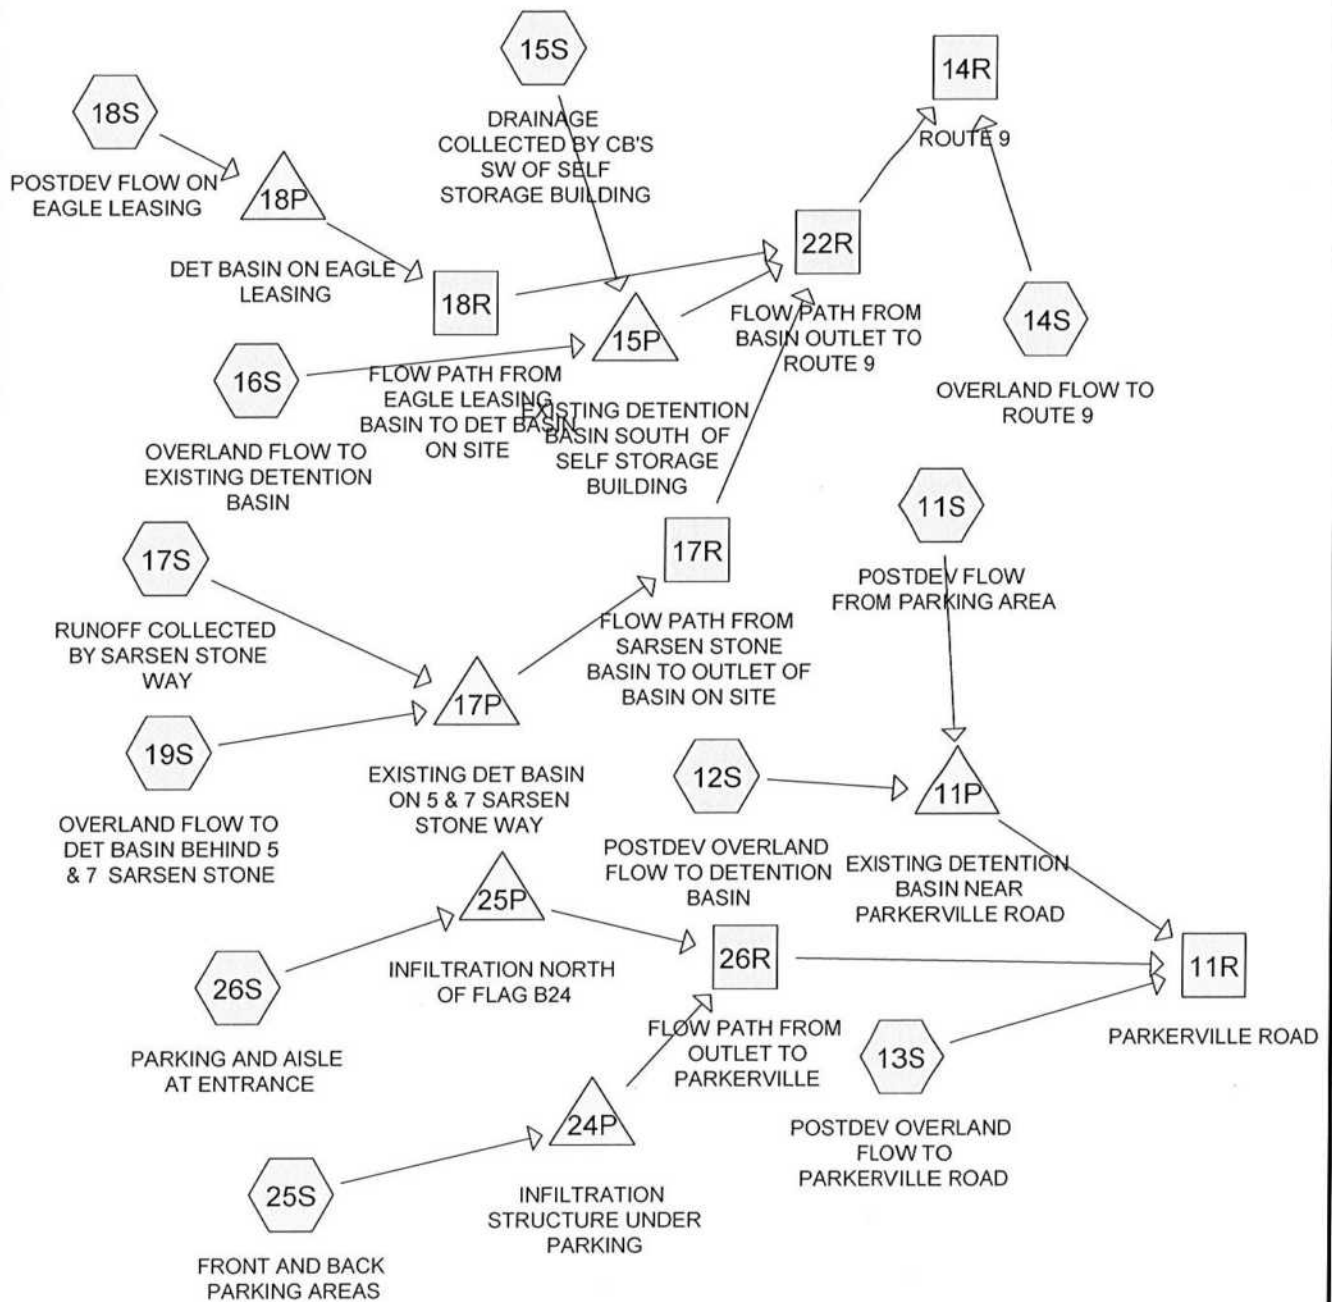 15S
DRAINAGE
COLLECTED BY CB'S
SW OF SELF
STORAGE BUILDING
14R
ROUTE 9
18S
POSTDEV FLOW ON
EAGLE LEASING
18P
DET BASIN ON EAGLE
LEASING
22R
FLOW PATH FROM
BASIN OUTLET TO
ROUTE 9
18R
FLOW PATH FROM
EAGLE LEASING
BASIN TO DET BASIN
ON SITE
15P
EXISTING DETENTION
BASIN SOUTH OF
SELF STORAGE
BUILDING
14S
OVERLAND FLOW TO
ROUTE 9
16S
OVERLAND FLOW TO
EXISTING DETENTION
BASIN
11S
POSTDEV FLOW
FROM PARKING AREA
17S
RUNOFF COLLECTED
BY SARSEN STONE
WAY
17R
FLOW PATH FROM
SARSEN STONE
BASIN TO OUTLET OF
BASIN ON SITE
17P
EXISTING DET BASIN
ON 5 & 7 SARSEN
STONE WAY
19S
OVERLAND FLOW TO
DET BASIN BEHIND 5
& 7 SARSEN STONE
12S
POSTDEV OVERLAND
FLOW TO DETENTION
BASIN
11P
EXISTING DETENTION
BASIN NEAR
PARKERVILLE ROAD
25P
INFILTRATION NORTH
OF FLAG B24
26R
FLOW PATH FROM
OUTLET TO
PARKERVILLE
11R
PARKERVILLE ROAD
26S
PARKING AND AISLE
AT ENTRANCE
13S
POSTDEV OVERLAND
FLOW TO
PARKERVILLE ROAD
24P
INFILTRATION
STRUCTURE UNDER
PARKING
25S
FRONT AND BACK
PARKING AREAS